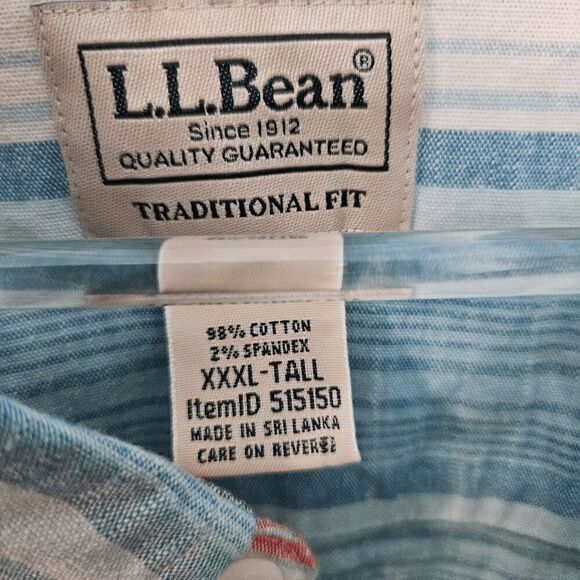 L.L.Bean®
Since 1912
QUALITY GUARANTEED
TRADITIONAL FIT
98% COTTON
2% SPANDEX
XXXL-TALL
ItemID 515150
MADE IN SRI LANKA
CARE ON REVERSE